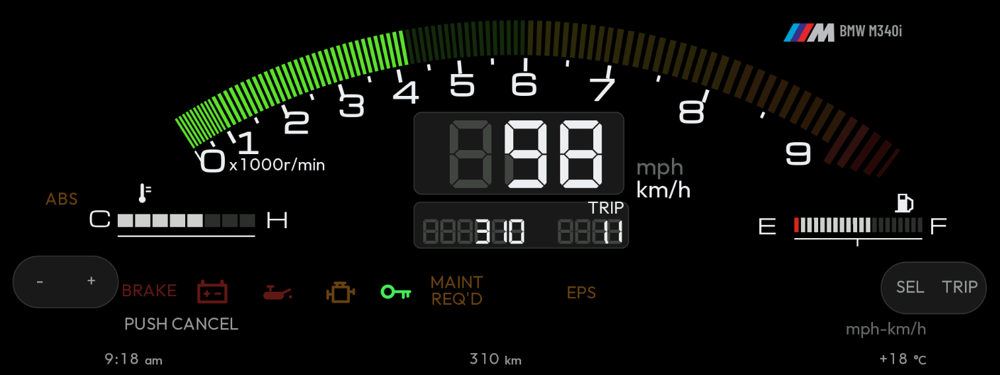 BMW M340i
0 1 2 3 4 5 6 7 8 9
x1000r/min
98
mph
km/h
ABS
C H
TRIP
310 11
E F
- +
BRAKE
MAINT
REQ'D
EPS
SEL TRIP
PUSH CANCEL
mph-km/h
9:18 am
310 km
+18 °C